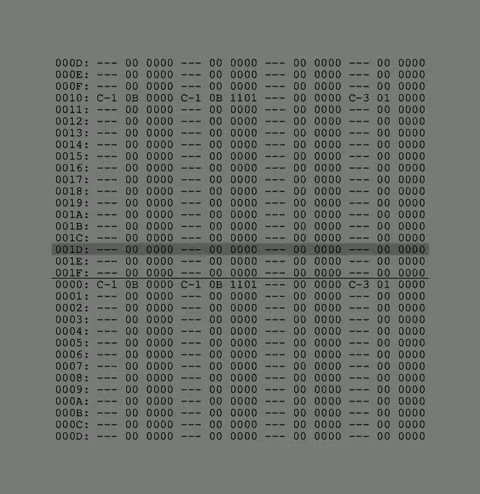 000D: --- 00 0000 --- 00 0000 --- 00 0000 --- 00 0000
000E: --- 00 0000 --- 00 0000 --- 00 0000 --- 00 0000
000F: --- 00 0000 --- 00 0000 --- 00 0000 --- 00 0000
0010: C-1 0B 0000 C-1 0B 1101 --- 00 0000 C-3 01 0000
0011: --- 00 0000 --- 00 0000 --- 00 0000 --- 00 0000
0012: --- 00 0000 --- 00 0000 --- 00 0000 --- 00 0000
0013: --- 00 0000 --- 00 0000 --- 00 0000 --- 00 0000
0014: --- 00 0000 --- 00 0000 --- 00 0000 --- 00 0000
0015: --- 00 0000 --- 00 0000 --- 00 0000 --- 00 0000
0016: --- 00 0000 --- 00 0000 --- 00 0000 --- 00 0000
0017: --- 00 0000 --- 00 0000 --- 00 0000 --- 00 0000
0018: --- 00 0000 --- 00 0000 --- 00 0000 --- 00 0000
0019: --- 00 0000 --- 00 0000 --- 00 0000 --- 00 0000
001A: --- 00 0000 --- 00 0000 --- 00 0000 --- 00 0000
001B: --- 00 0000 --- 00 0000 --- 00 0000 --- 00 0000
001C: --- 00 0000 --- 00 0000 --- 00 0000 --- 00 0000
001D: --- 00 0000 --- 00 0000 --- 00 0000 --- 00 0000
001E: --- 00 0000 --- 00 0000 --- 00 0000 --- 00 0000
001F: --- 00 0000 --- 00 0000 --- 00 0000 --- 00 0000
0000: C-1 0B 0000 C-1 0B 1101 --- 00 0000 C-3 01 0000
0001: --- 00 0000 --- 00 0000 --- 00 0000 --- 00 0000
0002: --- 00 0000 --- 00 0000 --- 00 0000 --- 00 0000
0003: --- 00 0000 --- 00 0000 --- 00 0000 --- 00 0000
0004: --- 00 0000 --- 00 0000 --- 00 0000 --- 00 0000
0005: --- 00 0000 --- 00 0000 --- 00 0000 --- 00 0000
0006: --- 00 0000 --- 00 0000 --- 00 0000 --- 00 0000
0007: --- 00 0000 --- 00 0000 --- 00 0000 --- 00 0000
0008: --- 00 0000 --- 00 0000 --- 00 0000 --- 00 0000
0009: --- 00 0000 --- 00 0000 --- 00 0000 --- 00 0000
000A: --- 00 0000 --- 00 0000 --- 00 0000 --- 00 0000
000B: --- 00 0000 --- 00 0000 --- 00 0000 --- 00 0000
000C: --- 00 0000 --- 00 0000 --- 00 0000 --- 00 0000
000D: --- 00 0000 --- 00 0000 --- 00 0000 --- 00 0000